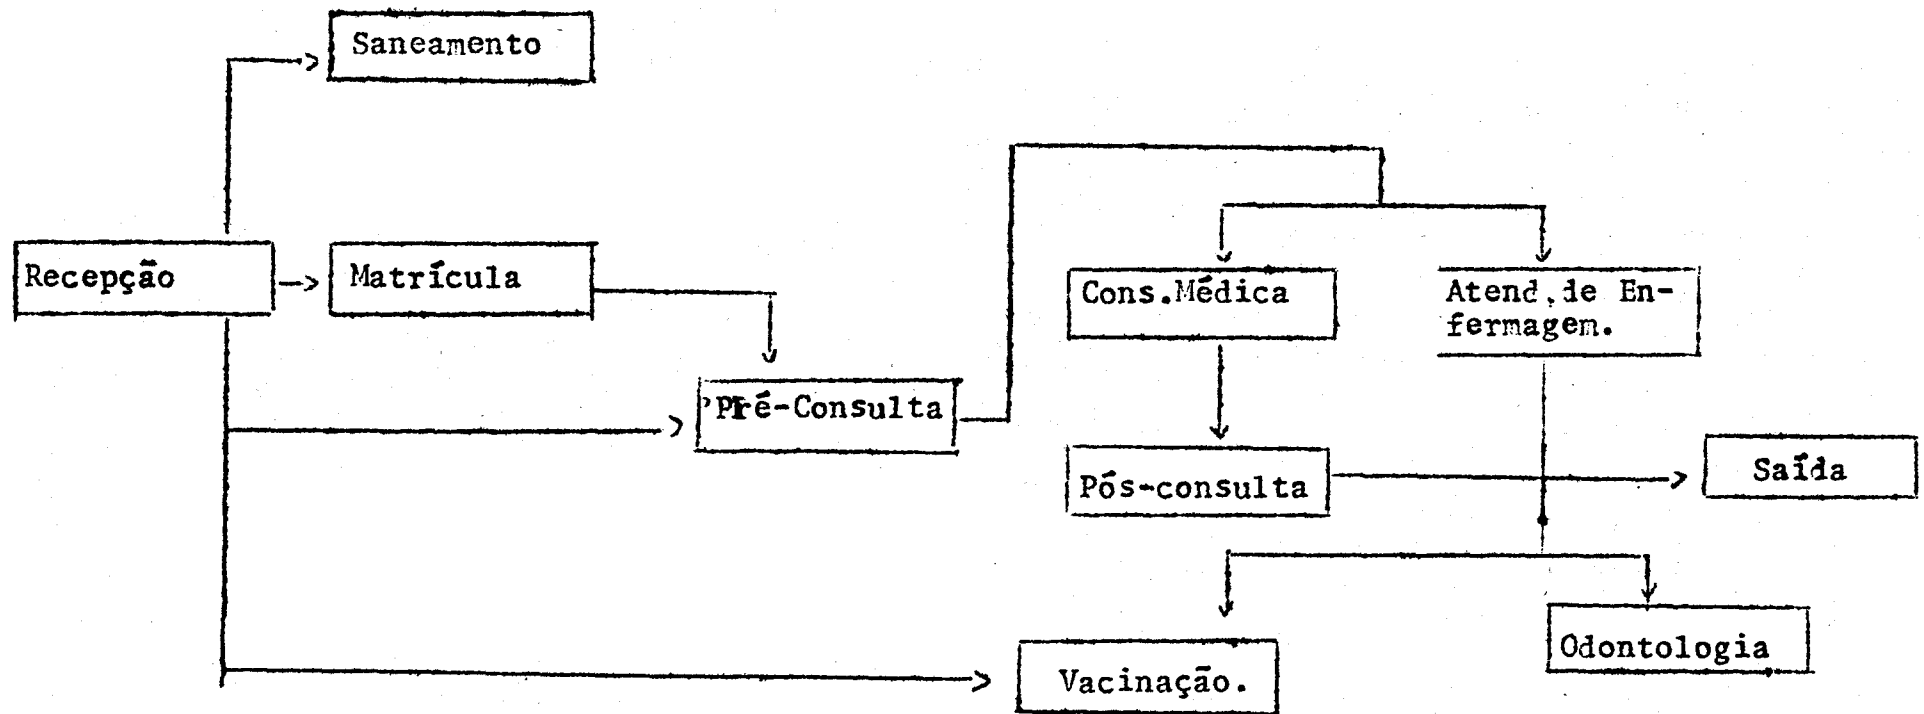 Saneamento
Recepção
Matrícula
Cons.Médica
Atend.de En-
fermagem.
Pré-Consulta
Pós-consulta
Saída
Vacinação.
Odontologia